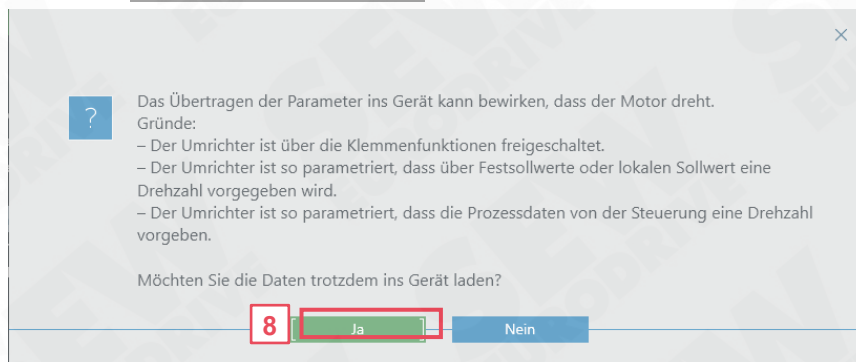 ?
Das Übertragen der Parameter ins Gerät kann bewirken, dass der Motor dreht.
Gründe:
– Der Umrichter ist über die Klemmenfunktionen freigeschaltet.
– Der Umrichter ist so parametriert, dass über Festsollwerte oder lokalen Sollwert eine
Drehzahl vorgegeben wird.
– Der Umrichter ist so parametriert, dass die Prozessdaten von der Steuerung eine Drehzahl
vorgeben.
Möchten Sie die Daten trotzdem ins Gerät laden?
8 Ja Nein
SEW
EURODRIVE